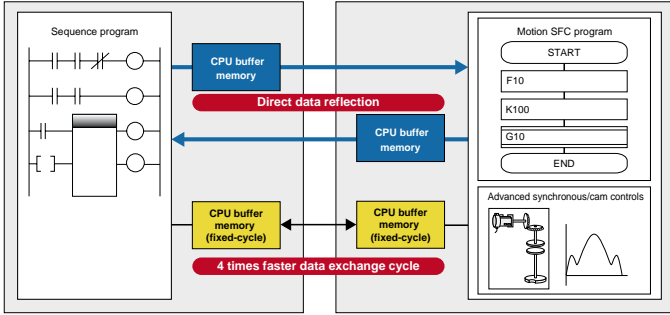 Sequence program
CPU buffer
memory
Direct data reflection
CPU buffer
memory
CPU buffer
memory
(fixed-cycle)
CPU buffer
memory
(fixed-cycle)
4 times faster data exchange cycle
Motion SFC program
START
F10
K100
G10
END
Advanced synchronous/cam controls